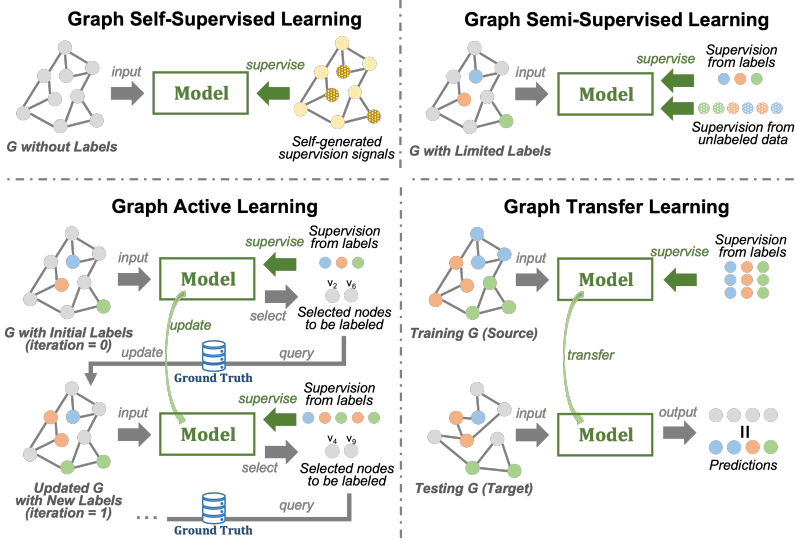 Graph Self-Supervised Learning
input
Model
supervise
G without Labels
Self-generated
supervision signals
Graph Semi-Supervised Learning
input
Model
supervise
Supervision
from labels
Supervision from
unlabeled data
G with Limited Labels
Graph Active Learning
input
Model
supervise
Supervision
from labels
select
v2 v6
Selected nodes
to be labeled
G with Initial Labels
(iteration = 0)
update
update
query
Ground Truth
input
Model
supervise
Supervision
from labels
select
v4 v9
Selected nodes
to be labeled
Updated G
with New Labels
(iteration = 1)
...
query
Ground Truth
Graph Transfer Learning
input
Model
supervise
Supervision
from labels
Training G (Source)
transfer
input
Model
output
=
Predictions
Testing G (Target)